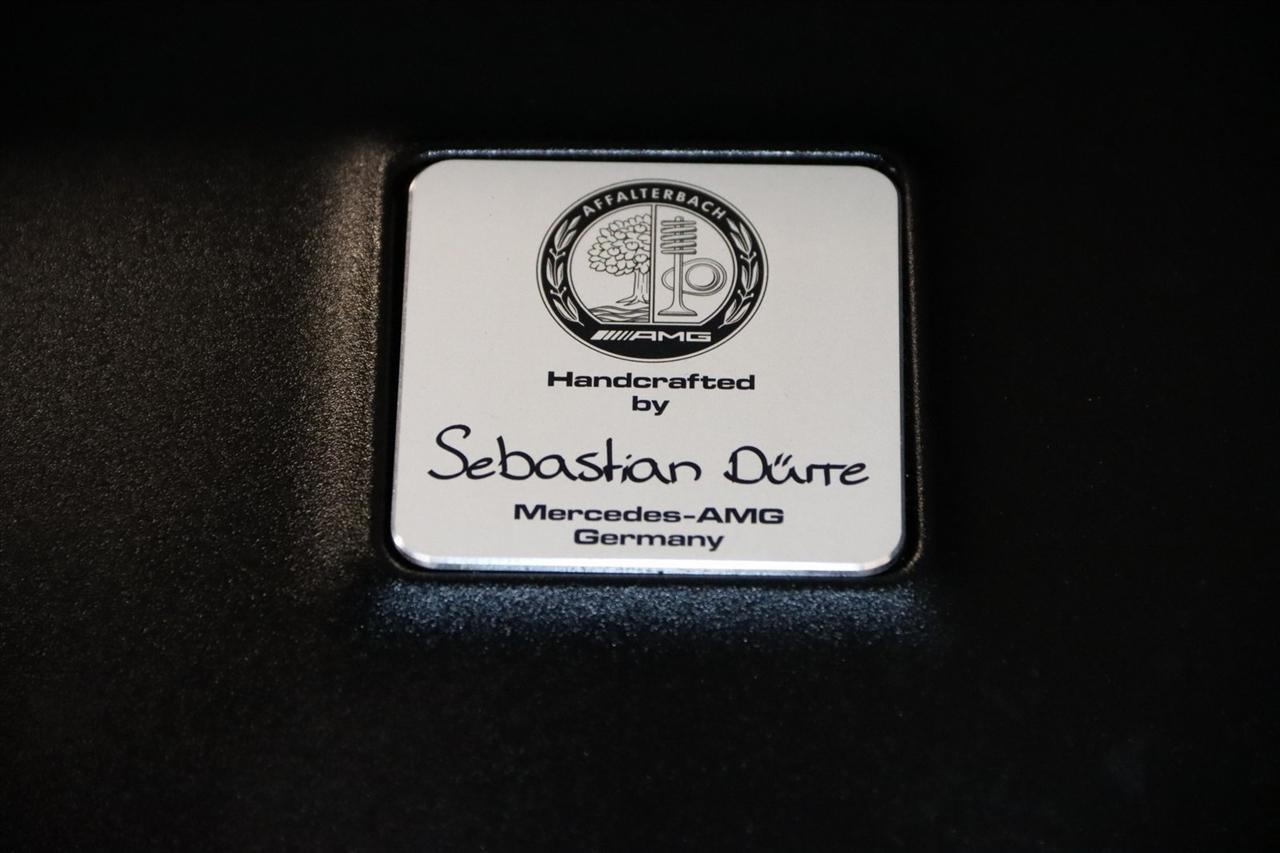 AFFALTERBACH
AMG
Handcrafted
by
Sebastian Dürre
Mercedes-AMG
Germany